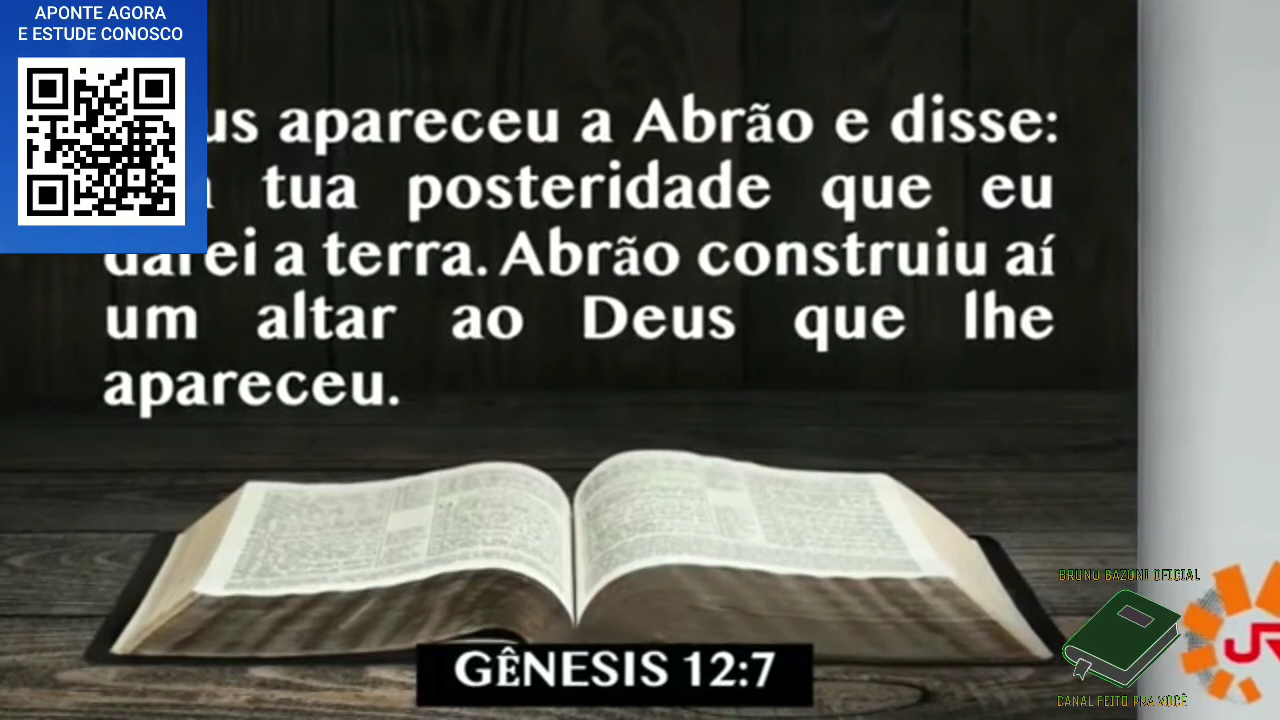 APONTE AGORA
E ESTUDE CONOSCO
apareceu a Abrão e disse:
tua posteridade que eu
darei a terra. Abrão construiu aí
um altar ao Deus que lhe
apareceu.
GÊNESIS 12:7
BRUNO BAZONI OFICIAL
CANAL FEITO PRA VOCÊ
JR